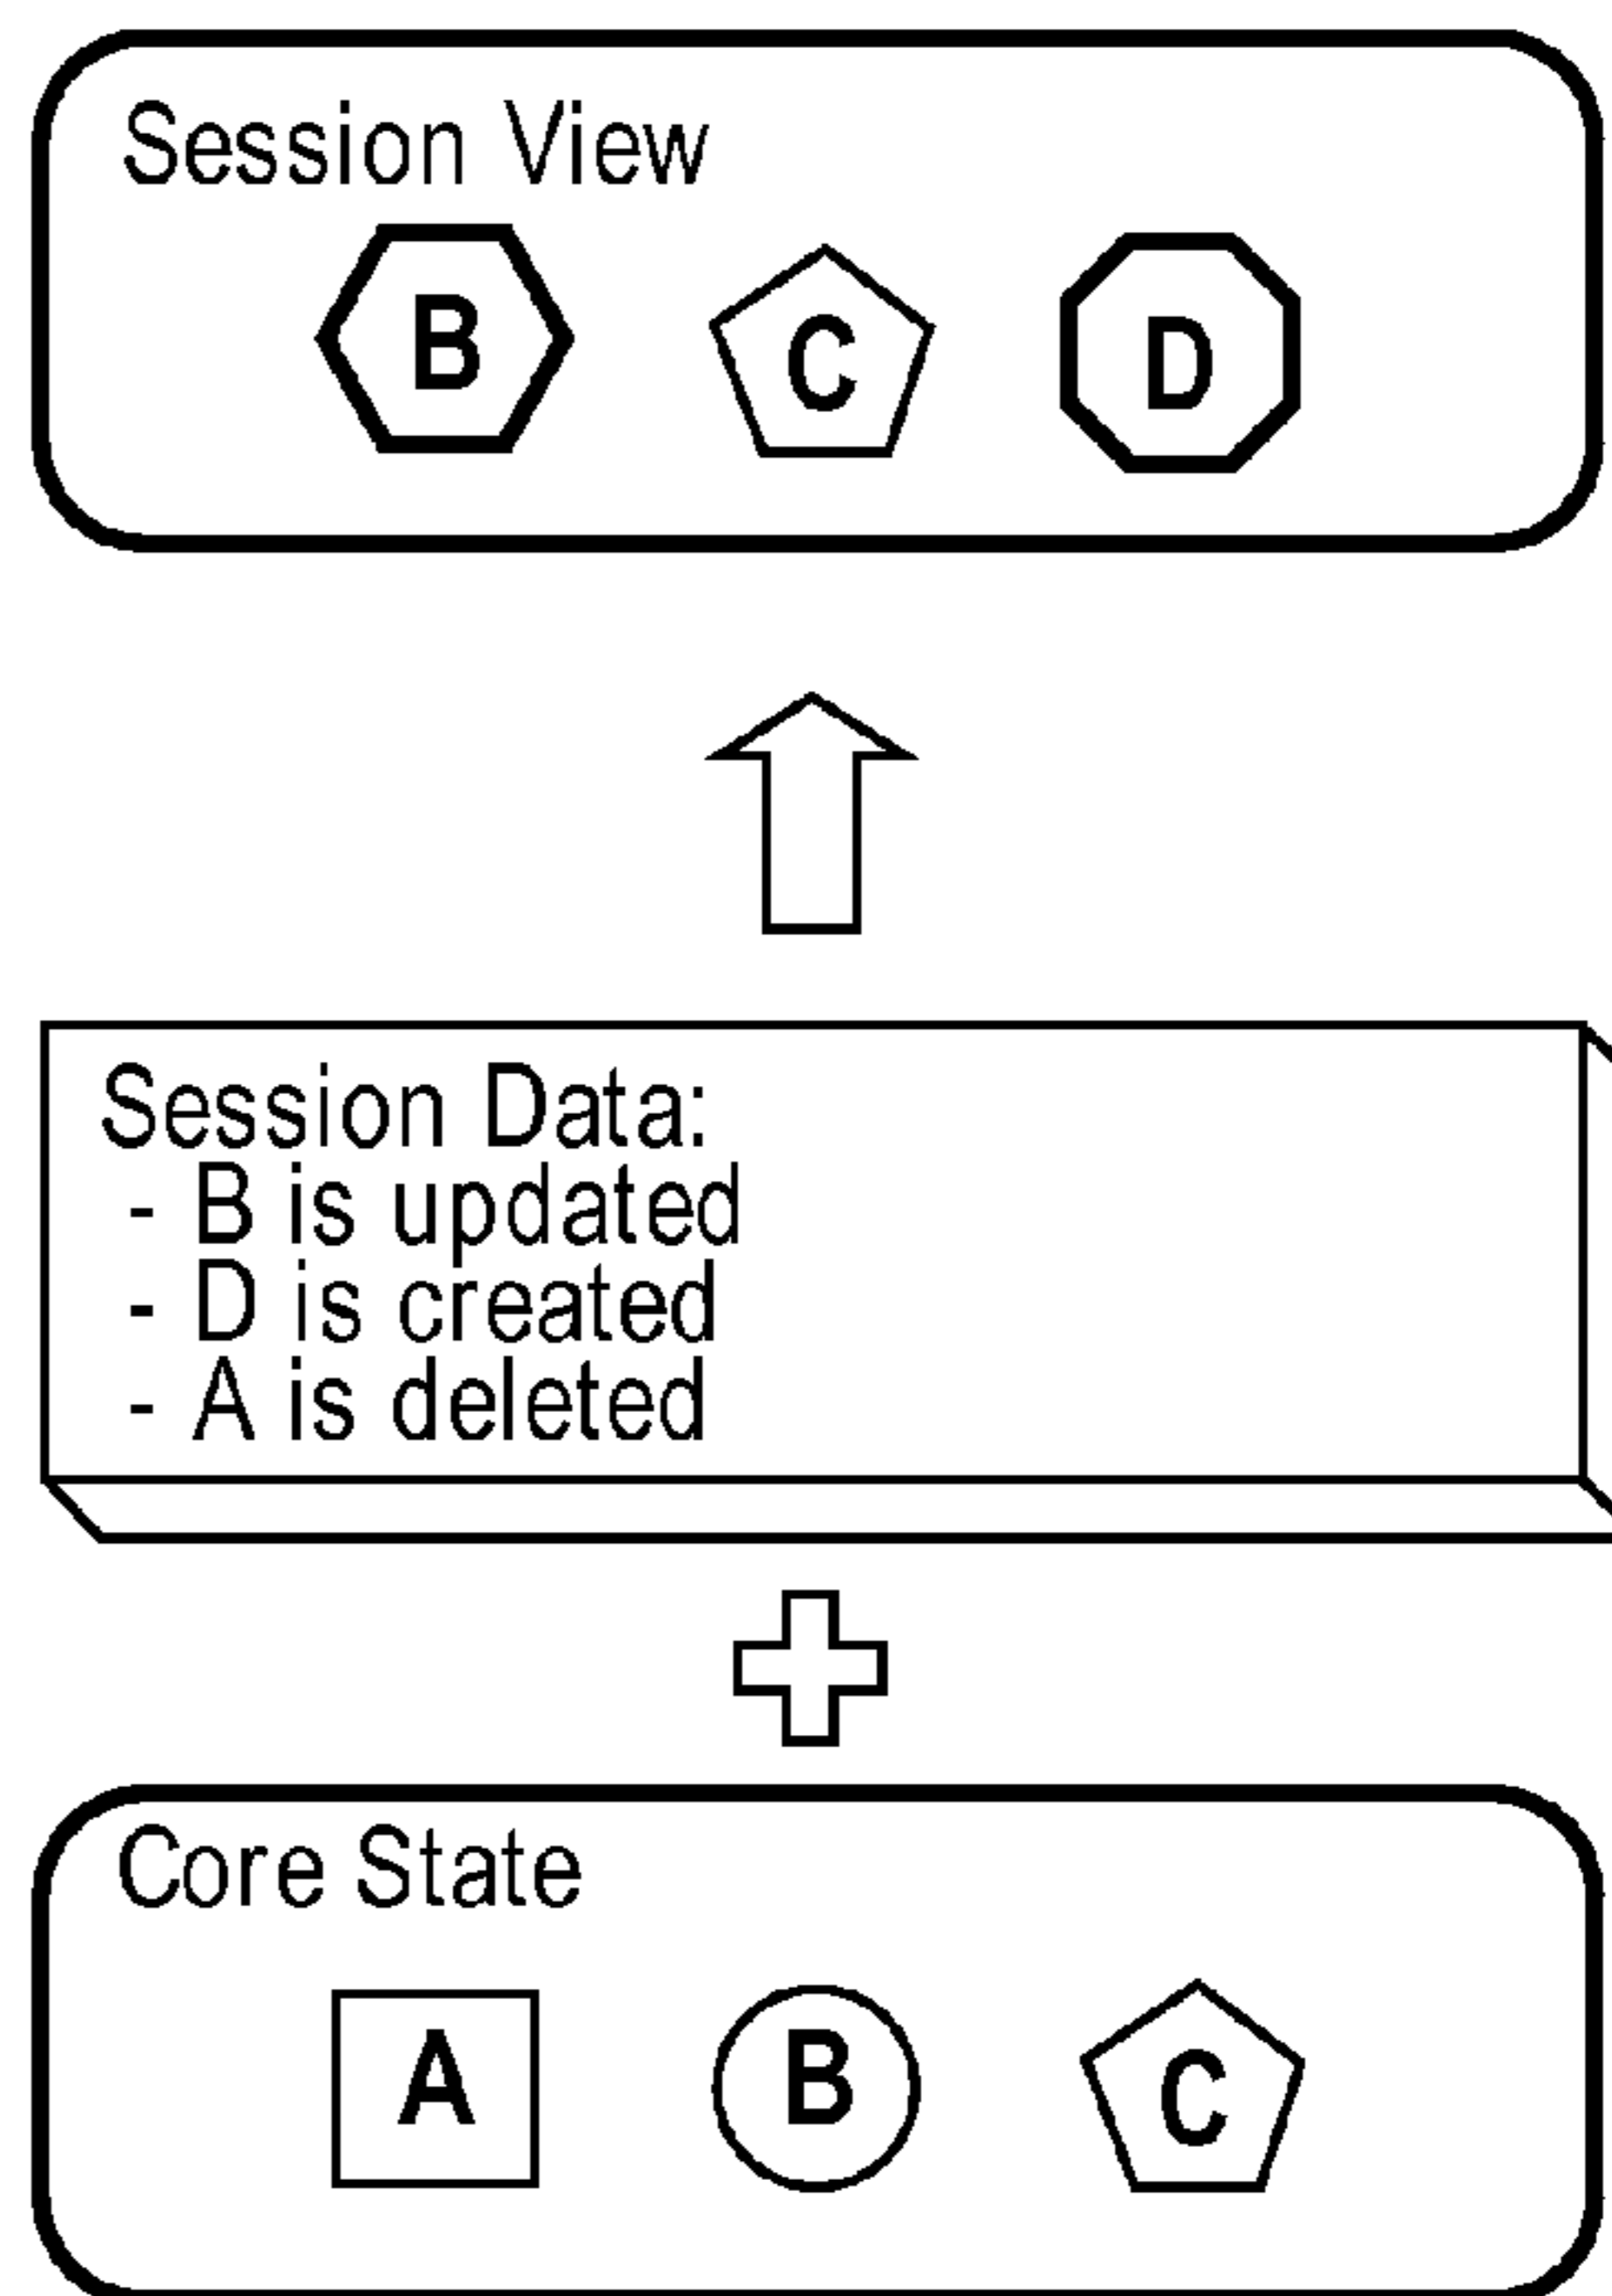 Session View
B C D
Session Data:
- B is updated
- D is created
- A is deleted
Core State
A B C